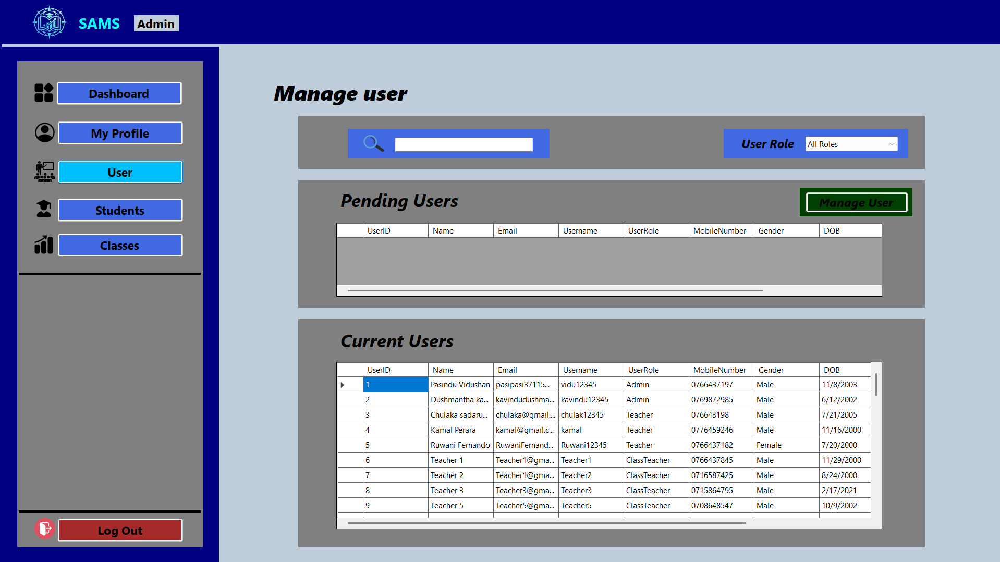 SAMS Admin
Dashboard
My Profile
User
Students
Classes
Log Out
Manage user
User Role All Roles
Pending Users
Manage User
UserID Name Email Username UserRole MobileNumber Gender DOB
Current Users
UserID Name Email Username UserRole MobileNumber Gender DOB
1 Pasindu Vidushan pasipasi37115... vidu12345 Admin 0766437197 Male 11/8/2003
2 Dushmantha ka... kavindudushma... kavindu12345 Admin 0769872985 Male 6/12/2002
3 Chulaka sadaru... chulaka@gmail.... chulak12345 Teacher 076643198 Male 7/21/2005
4 Kamal Perara kamal@gmail.c... kamal Teacher 0776459246 Male 11/16/2000
5 Ruwani Fernando RuwaniFernand... Ruwani12345 Teacher 0766437182 Female 7/20/2000
6 Teacher 1 Teacher1@gma... Teacher1 ClassTeacher 0766437845 Male 11/29/2000
7 Teacher 2 Teacher1@gma... Teacher2 ClassTeacher 0716587425 Male 8/24/2000
8 Teacher 3 Teacher3@gma... Teacher3 ClassTeacher 0715864795 Male 2/17/2021
9 Teacher 5 Teacher5@gma... Teacher5 ClassTeacher 0708648547 Male 10/9/2002